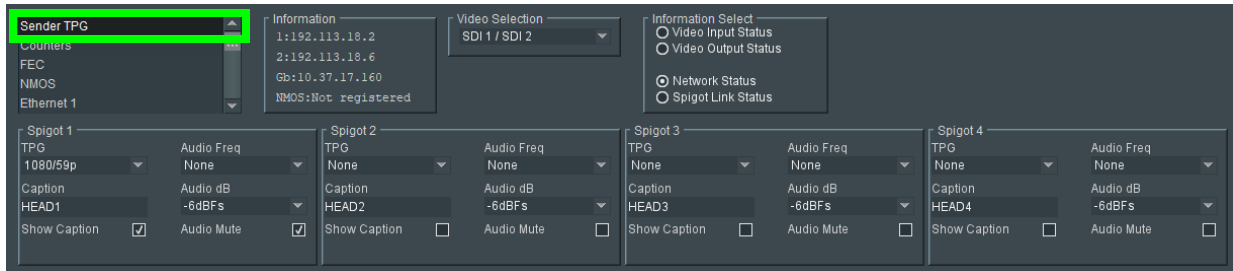 Sender TPG
Counters
FEC
NMOS
Ethernet 1
Information
1:192.113.18.2
2:192.113.18.6
Gb:10.37.17.160
NMOS:Not registered
Video Selection
SDI 1 / SDI 2
Information Select
Video Input Status
Video Output Status
Network Status
Spigot Link Status
Spigot 1
TPG Audio Freq
1080/59p None
Caption Audio dB
HEAD1 -6dBFs
Show Caption Audio Mute
Spigot 2
TPG Audio Freq
None None
Caption Audio dB
HEAD2 -6dBFs
Show Caption Audio Mute
Spigot 3
TPG Audio Freq
None None
Caption Audio dB
HEAD3 -6dBFs
Show Caption Audio Mute
Spigot 4
TPG Audio Freq
None None
Caption Audio dB
HEAD4 -6dBFs
Show Caption Audio Mute